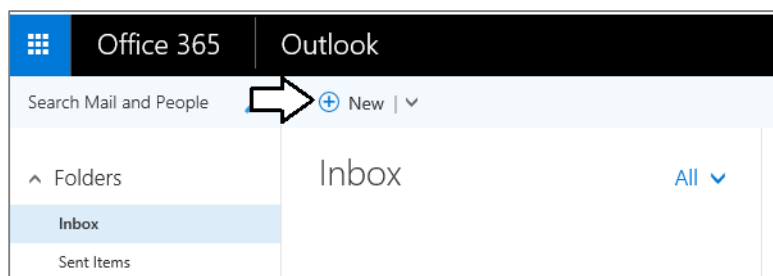 Office 365 Outlook
Search Mail and People New
Folders Inbox All
Inbox
Sent Items